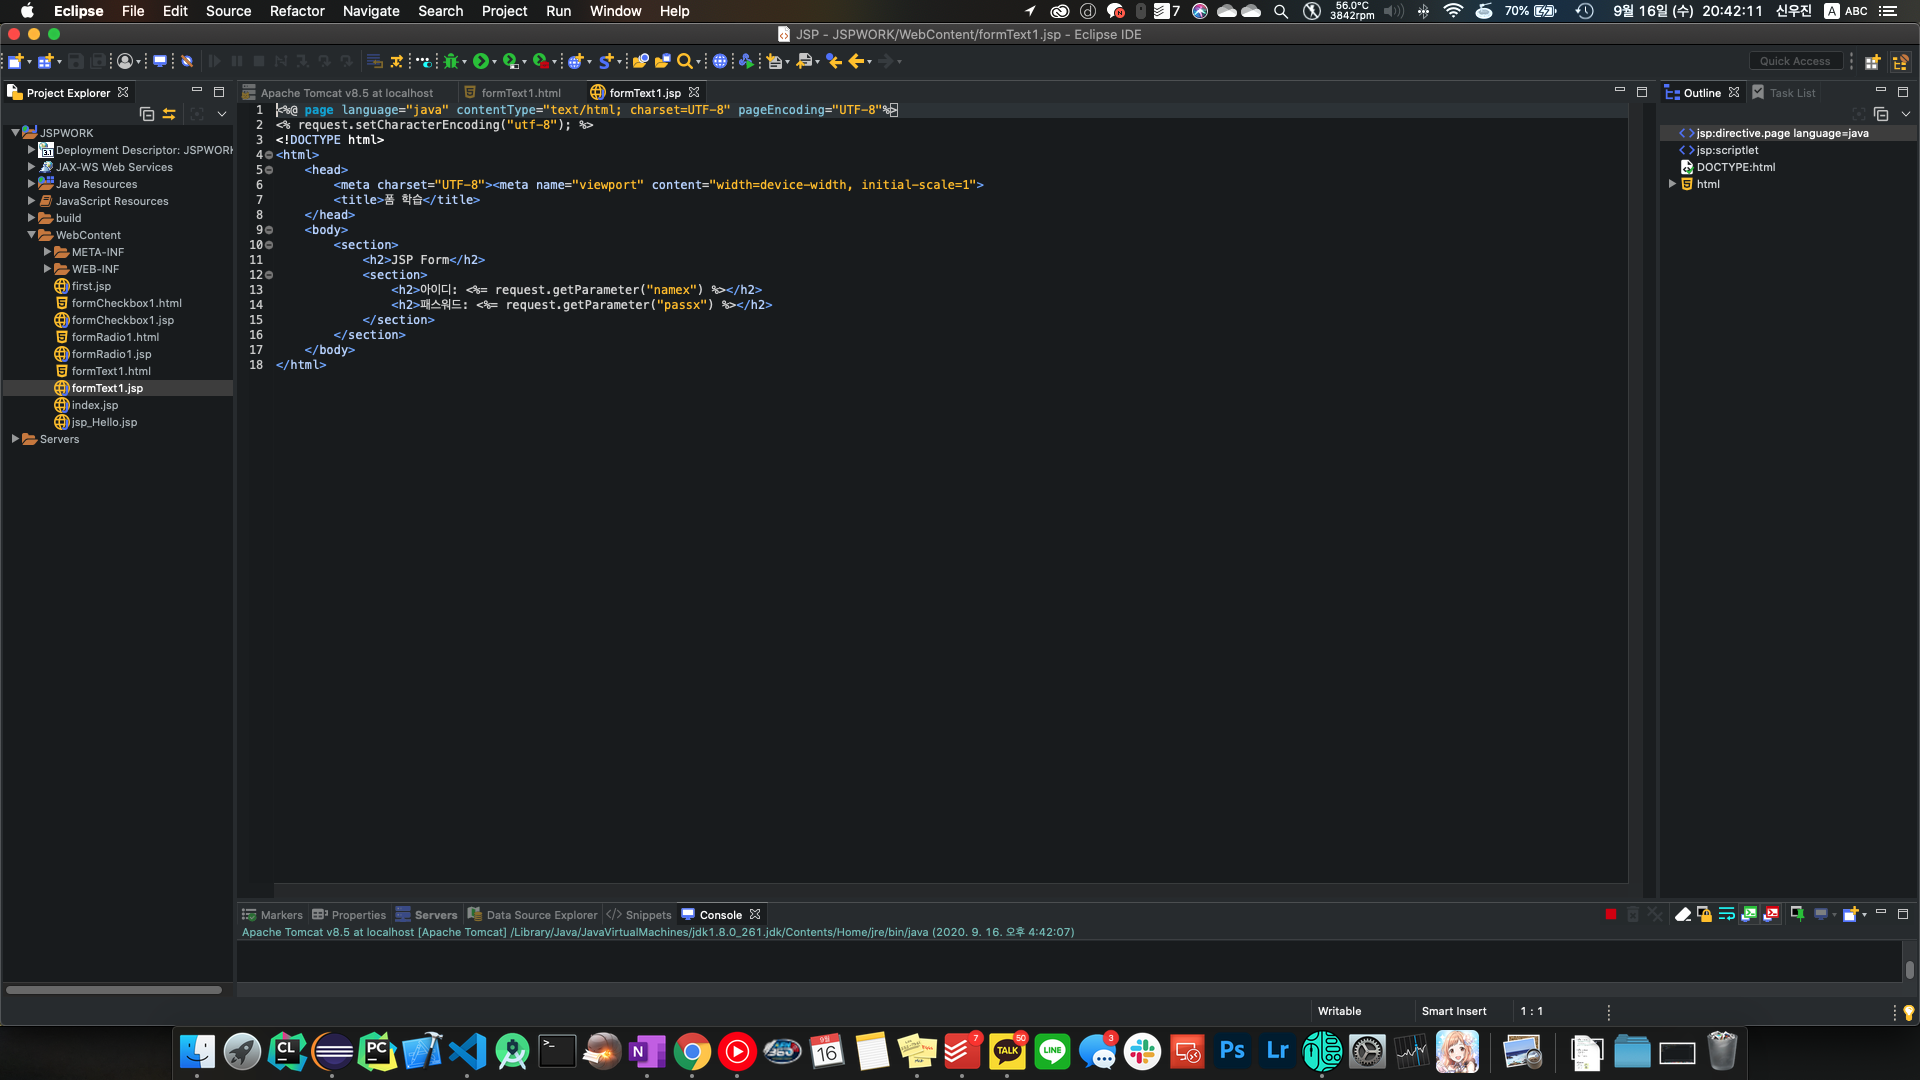 Eclipse File Edit Source Refactor Navigate Search Project Run Window Help
7
56.0°C
3842rpm
70%
9월 16일 (수) 20:42:11 신우진 A ABC
JSP - JSPWORK/WebContent/formText1.jsp - Eclipse IDE
Quick Access
Project Explorer
JSPWORK
Deployment Descriptor: JSPWORK
JAX-WS Web Services
Java Resources
JavaScript Resources
build
WebContent
META-INF
WEB-INF
first.jsp
formCheckbox1.html
formCheckbox1.jsp
formRadio1.html
formRadio1.jsp
formText1.html
formText1.jsp
index.jsp
jsp_Hello.jsp
Servers
Apache Tomcat v8.5 at localhost
formText1.html
formText1.jsp
1 <%@ page language="java" contentType="text/html; charset=UTF-8" pageEncoding="UTF-8"%>
2 <% request.setCharacterEncoding("utf-8"); %>
3 <!DOCTYPE html>
4 <html>
5 <head>
6 <meta charset="UTF-8"><meta name="viewport" content="width=device-width, initial-scale=1">
7 <title>폼 학습</title>
8 </head>
9 <body>
10 <section>
11 <h2>JSP Form</h2>
12 <section>
13 <h2>아이디: <%= request.getParameter("namex") %></h2>
14 <h2>패스워드: <%= request.getParameter("passx") %></h2>
15 </section>
16 </section>
17 </body>
18 </html>
Outline
Task List
jsp:directive.page language=java
jsp:scriptlet
DOCTYPE:html
html
Markers
Properties
Servers
Data Source Explorer
Snippets
Console
Apache Tomcat v8.5 at localhost [Apache Tomcat] /Library/Java/JavaVirtualMachines/jdk1.8.0_261.jdk/Contents/Home/jre/bin/java (2020. 9. 16. 오후 4:42:07)
Writable
Smart Insert
1 : 1
CL
PC
N
360
9월
16
7
TALK
50
LINE
3
Ps
Lr